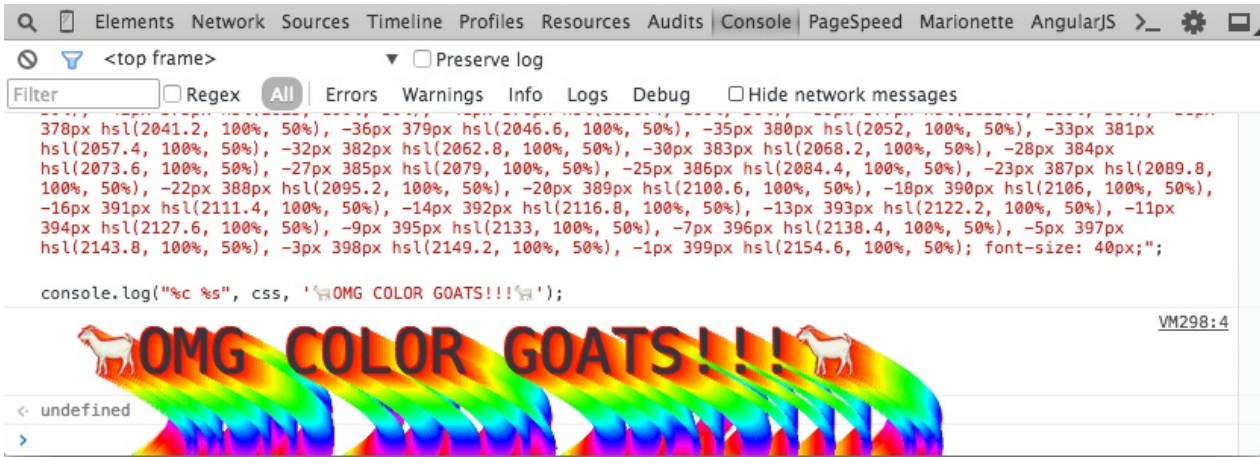 Elements Network Sources Timeline Profiles Resources Audits Console PageSpeed Marionette AngularJS
<top frame> ▼ Preserve log
Filter Regex All Errors Warnings Info Logs Debug Hide network messages
378px hsl(2041.2, 100%, 50%), -36px 379px hsl(2046.6, 100%, 50%), -35px 380px hsl(2052, 100%, 50%), -33px 381px
hsl(2057.4, 100%, 50%), -32px 382px hsl(2062.8, 100%, 50%), -30px 383px hsl(2068.2, 100%, 50%), -28px 384px
hsl(2073.6, 100%, 50%), -27px 385px hsl(2079, 100%, 50%), -25px 386px hsl(2084.4, 100%, 50%), -23px 387px hsl(2089.8,
100%, 50%), -22px 388px hsl(2095.2, 100%, 50%), -20px 389px hsl(2100.6, 100%, 50%), -18px 390px hsl(2106, 100%, 50%),
-16px 391px hsl(2111.4, 100%, 50%), -14px 392px hsl(2116.8, 100%, 50%), -13px 393px hsl(2122.2, 100%, 50%), -11px
394px hsl(2127.6, 100%, 50%), -9px 395px hsl(2133, 100%, 50%), -7px 396px hsl(2138.4, 100%, 50%), -5px 397px
hsl(2143.8, 100%, 50%), -3px 398px hsl(2149.2, 100%, 50%), -1px 399px hsl(2154.6, 100%, 50%); font-size: 40px;";
console.log("%c %s", css, '🐐OMG COLOR GOATS!!!🐐');
🐐OMG COLOR GOATS!!!🐐 VM298:4
undefined